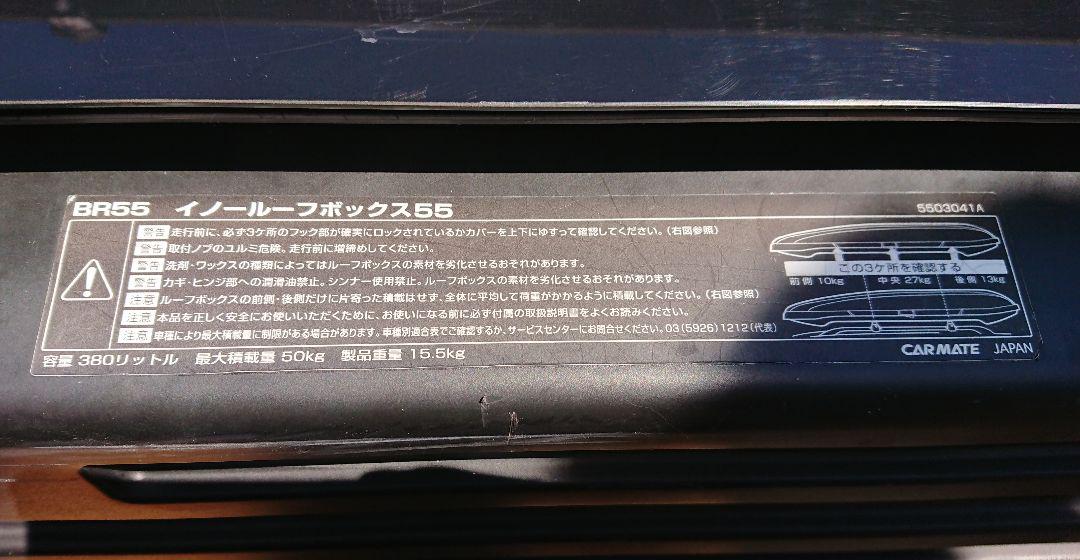 BR55 イノールーフボックス55
5503041A
警告 走行前に、必ず3ケ所のフック部が確実にロックされているかカバーを上下にゆすって確認してください。(右図参照)
警告 取付ノブのユルミ危険。走行前に増締めしてください。
警告 洗剤・ワックスの種類によってはルーフボックスの素材を劣化させるおそれがあります。
警告 カギ・ヒンジ部への潤滑油禁止。シンナー使用禁止。ルーフボックスの素材を劣化させるおそれがあります。
注意 ルーフボックスの前側・後側だけに片寄った積載はせず、全体に平均して荷重がかかるように積載してください。(右図参照)
注意 本品を正しく安全にお使いいただくために、お使いになる前に必ず付属の取扱説明書をよくお読みください。
注意 車種により最大積載量に制限がある場合があります。車種別適合表でご確認するか、サービスセンターにお問合せください。03(5926)1212(代表)
この3ケ所を確認する
前側 10kg 中央 27kg 後側 13kg
容量 380リットル 最大積載量 50kg 製品重量 15.5kg
CARMATE JAPAN